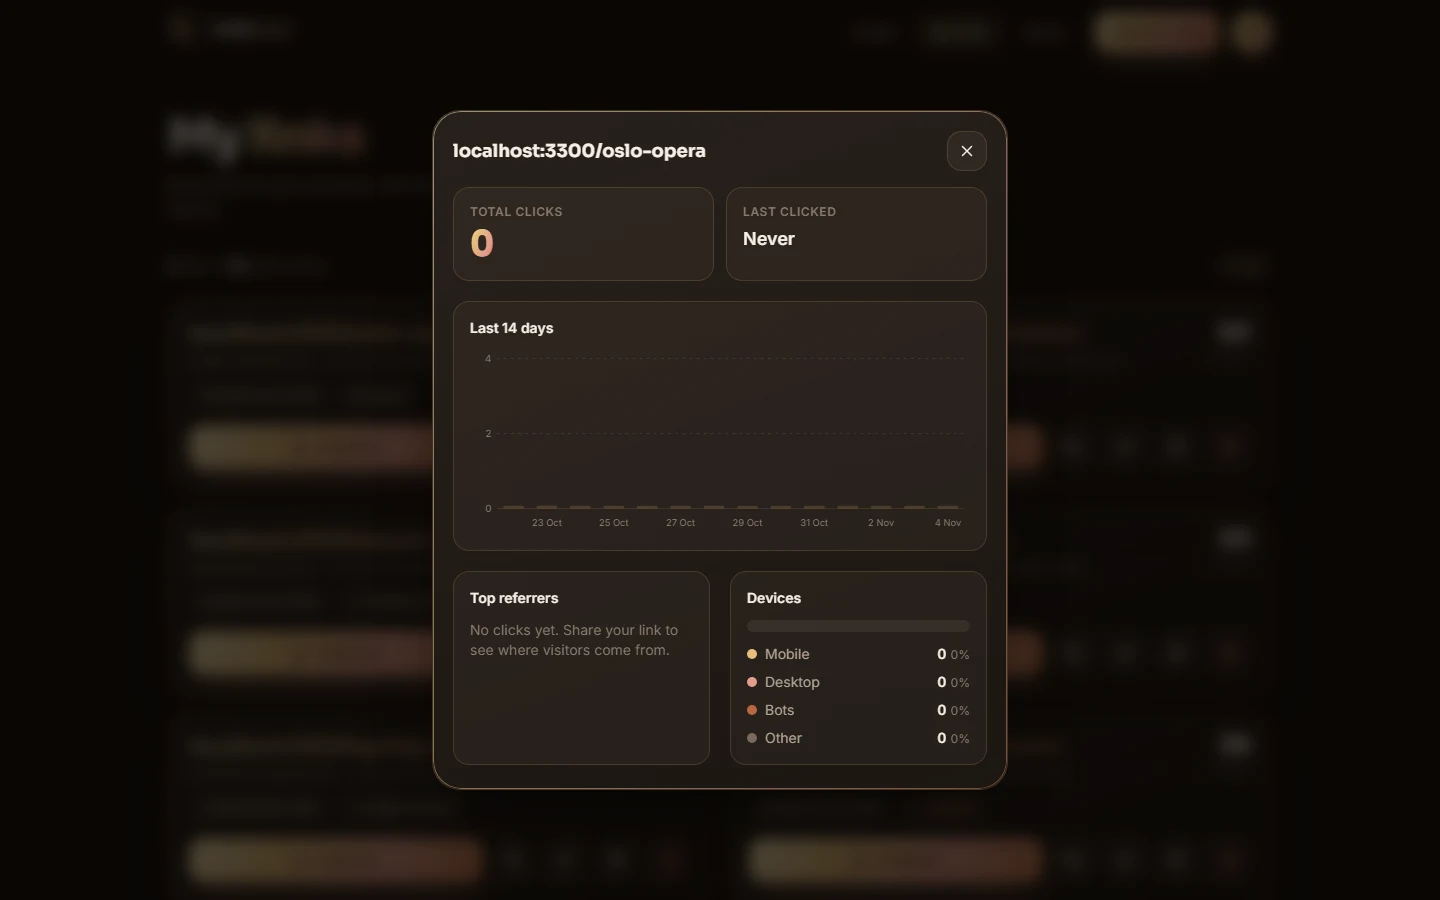 localhost:3300/oslo-opera
TOTAL CLICKS
0
LAST CLICKED
Never
Last 14 days
4
2
0
23 Oct 25 Oct 27 Oct 29 Oct 31 Oct 2 Nov 4 Nov
Top referrers
No clicks yet. Share your link to
see where visitors come from.
Devices
Mobile 0 0%
Desktop 0 0%
Bots 0 0%
Other 0 0%